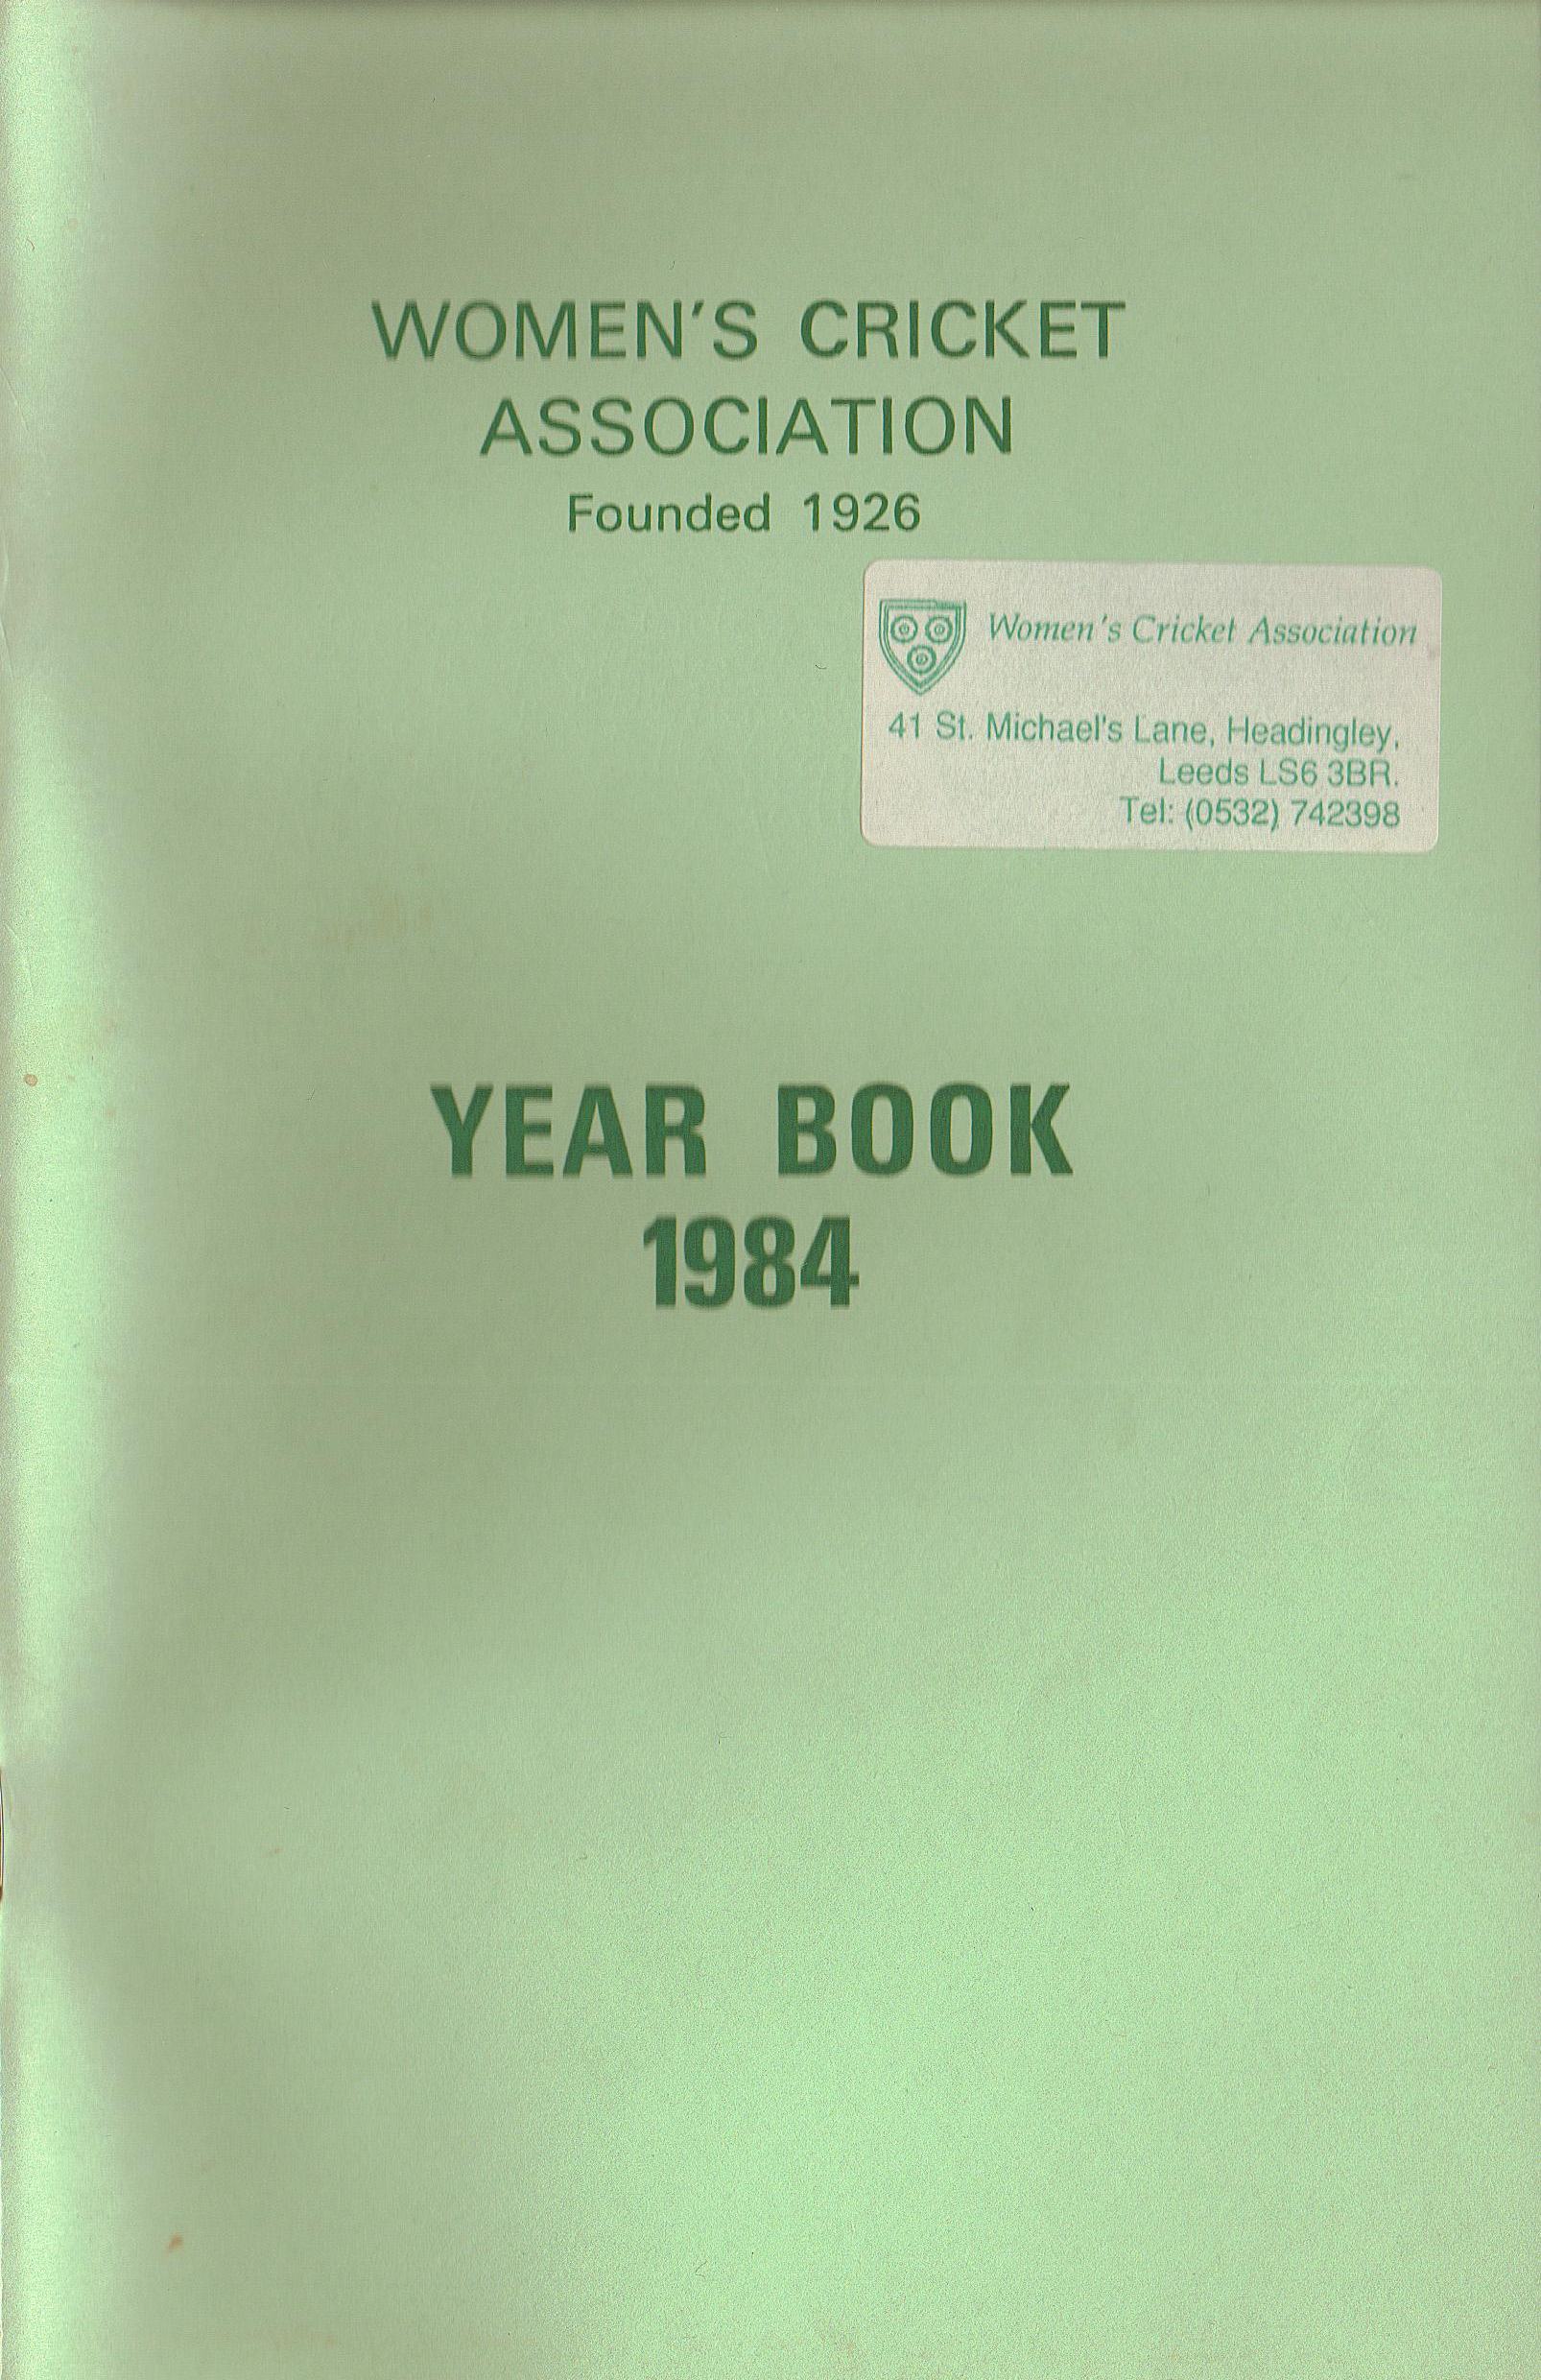 WOMEN'S CRICKET
ASSOCIATION
Founded 1926
Women's Cricket Association
41 St. Michael's Lane, Headingley,
Leeds LS6 3BR.
Tel: (0532) 742398
YEAR BOOK
1984